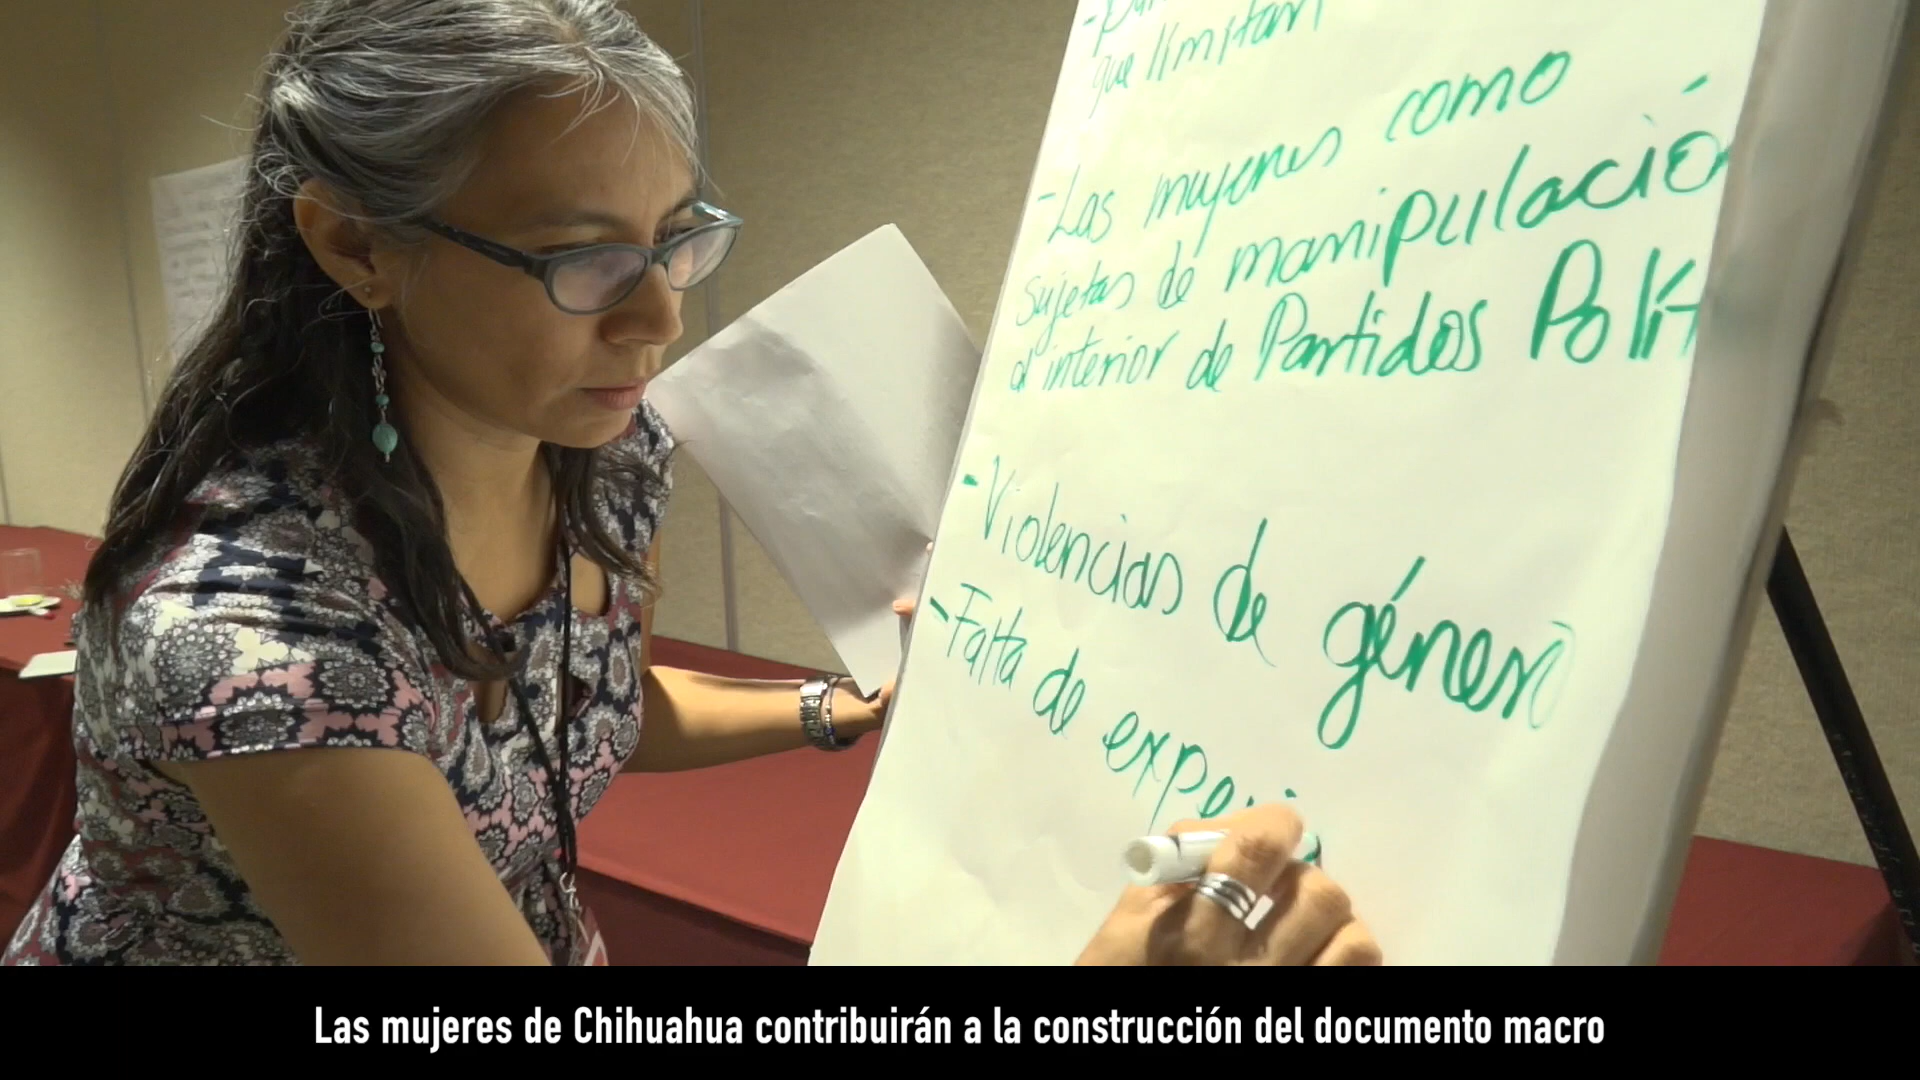 que limitan
-Las mujeres como
sujetas de manipulació
al interior de Partidos Polít
-Violencias de género
-Falta de experi
Las mujeres de Chihuahua contribuirán a la construcción del documento macro